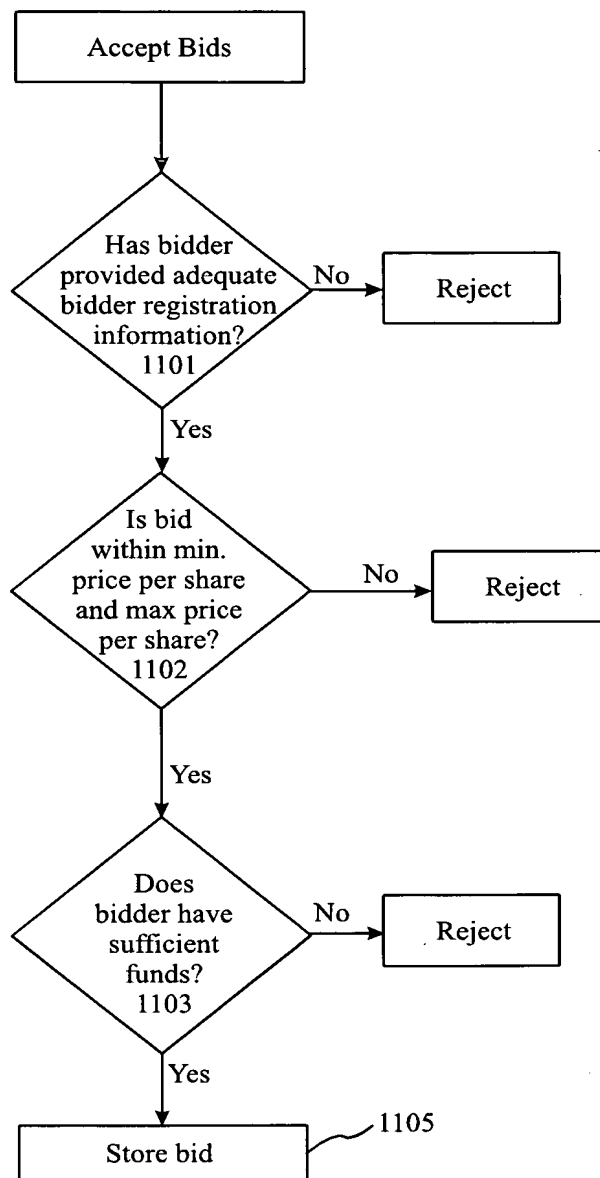 Accept Bids
Has bidder
provided adequate
bidder registration
information?
1101
No
Reject
Yes
Is bid
within min.
price per share
and max price
per share?
1102
No
Reject
Yes
Does
bidder have
sufficient
funds?
1103
No
Reject
Yes
Store bid
1105